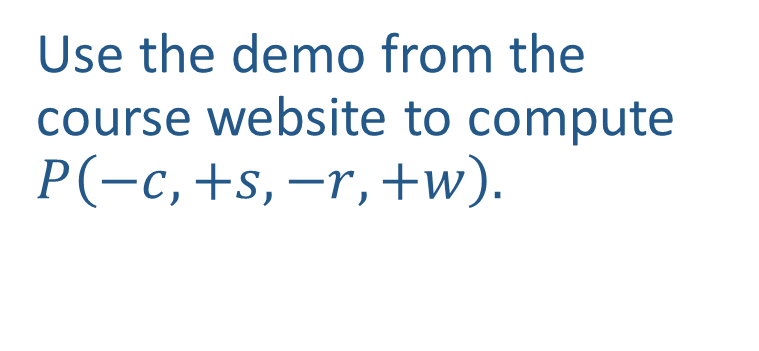 Use the demo from the
course website to compute
𝑃(−𝑐, +𝑠, −𝑟, +𝑤).